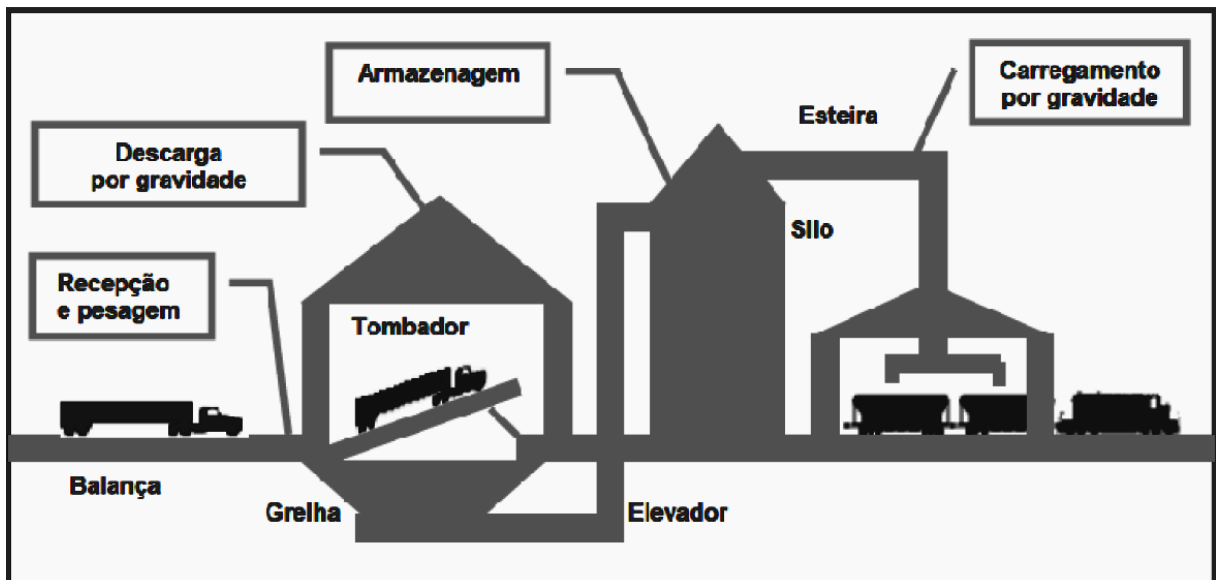 Armazenagem
Carregamento
por gravidade
Esteira
Descarga
por gravidade
Silo
Recepção
e pesagem
Tombador
Balança
Grelha
Elevador